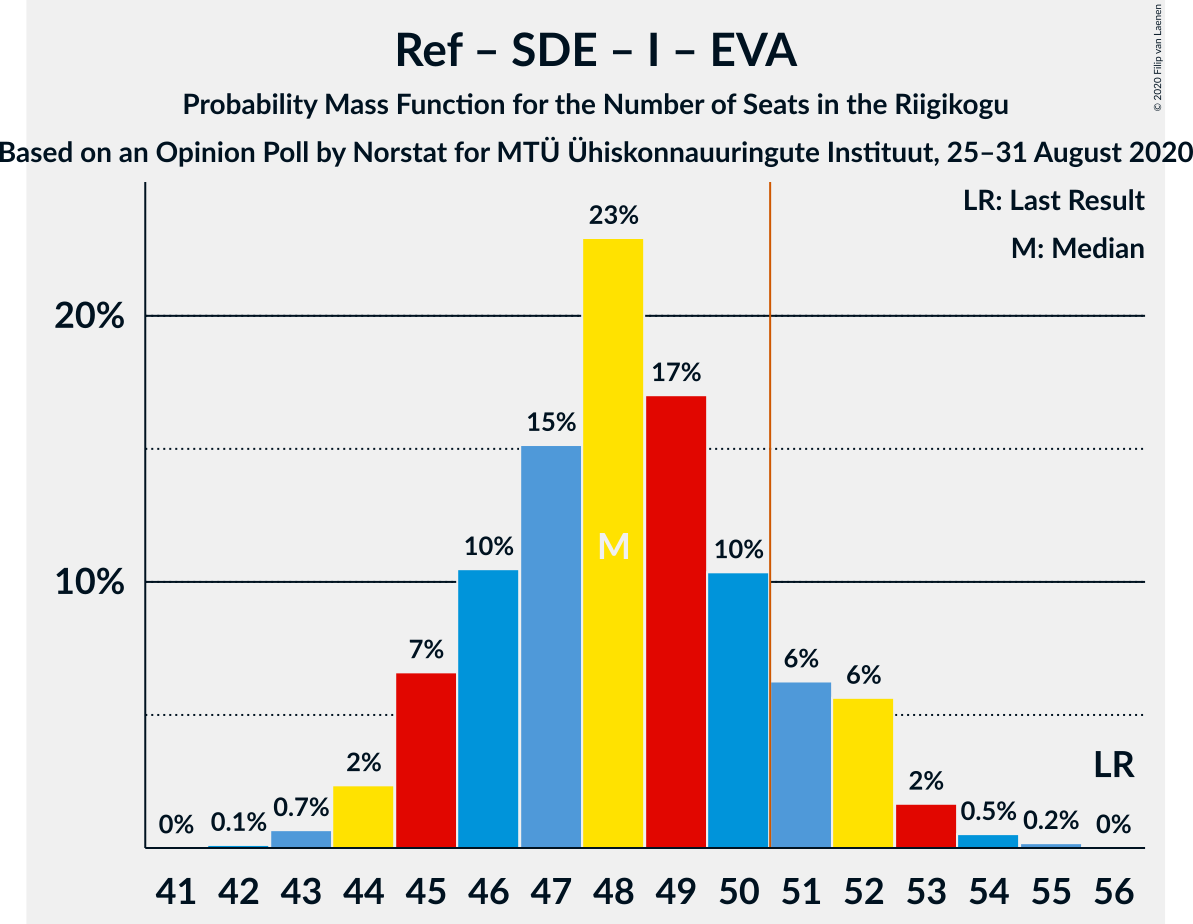 Ref – SDE – I – EVA
Probability Mass Function for the Number of Seats in the Riigikogu
Based on an Opinion Poll by Norstat for MTÜ Ühiskonnauuringute Instituut, 25–31 August 2020
© 2020 Filip van Laenen
LR: Last Result
M: Median
20%
10%
0%
0.1%
0.7%
2%
7%
10%
15%
23%
17%
10%
6%
6%
2%
0.5%
0.2%
0%
M
LR
41 42 43 44 45 46 47 48 49 50 51 52 53 54 55 56